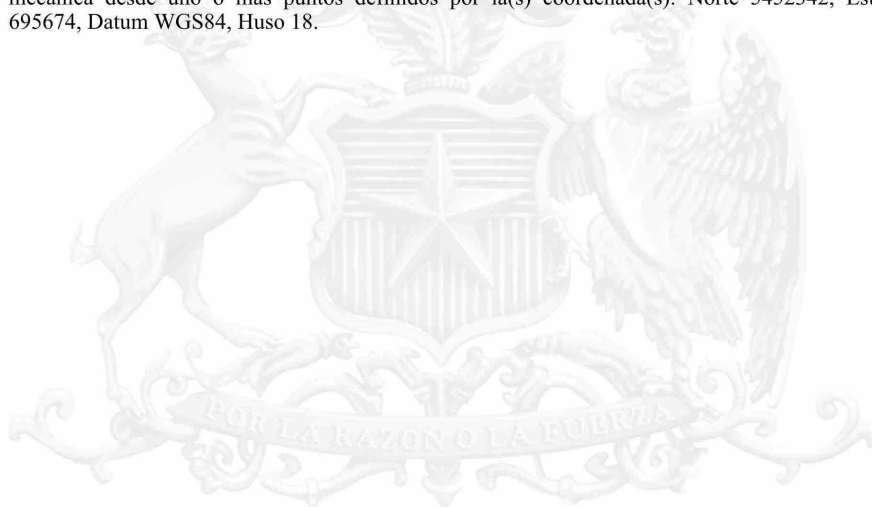 mecánica desde uno o más puntos definidos por la(s) coordenada(s): Norte
695674, Datum WGS84, Huso 18.
POR LA RAZÓN O LA FUERZA